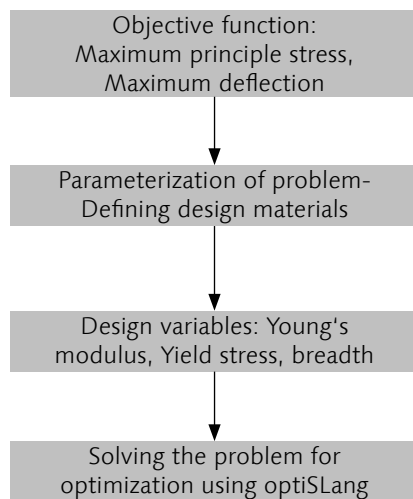 Objective function:
Maximum principle stress,
Maximum deflection
Parameterization of problem-
Defining design materials
Design variables: Young‘s
modulus, Yield stress, breadth
Solving the problem for
optimization using optiSLang